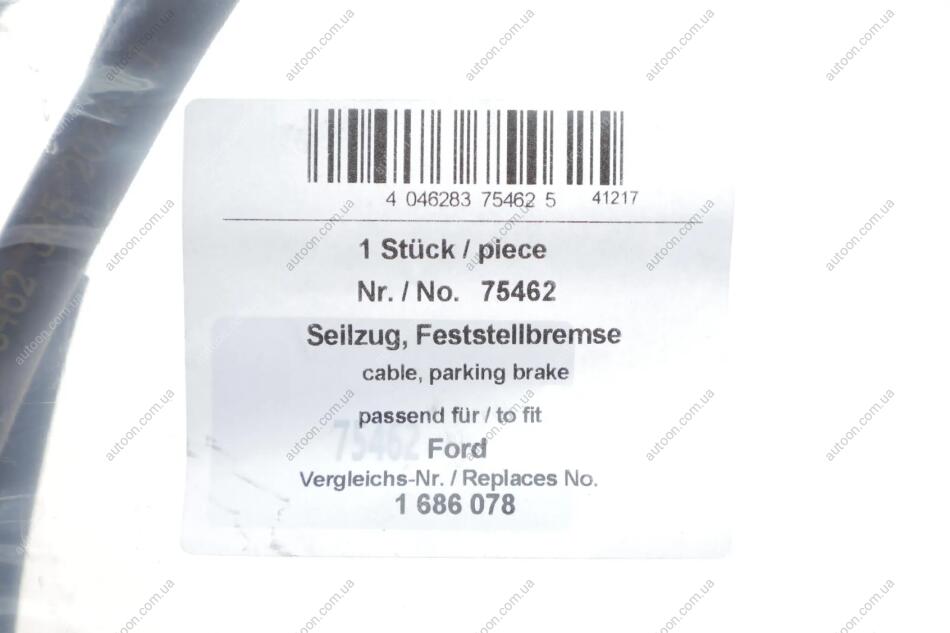 4 046283 754625 41217
1 Stück / piece
Nr. / No. 75462
Seilzug, Feststellbremse
cable, parking brake
passend für / to fit
75462
Ford
Vergleichs-Nr. / Replaces No.
1 686 078
autoon.com.ua